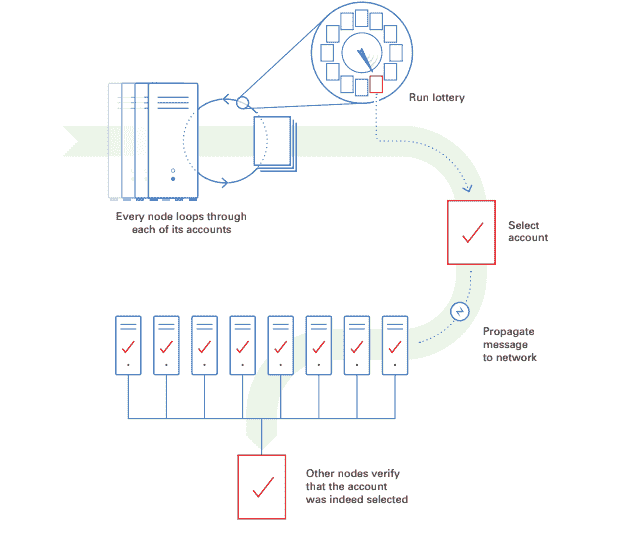 Run lottery
Every node loops through
each of its accounts
Select
account
Propagate
message
to network
Other nodes verify
that the account
was indeed selected